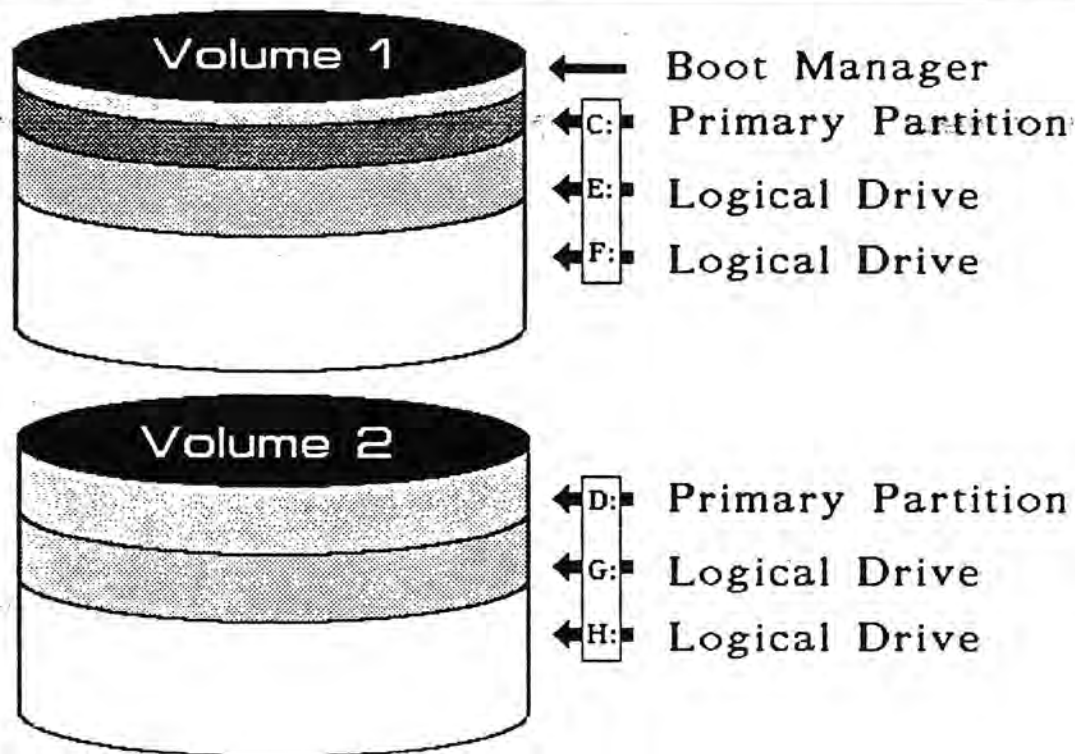 Volume 1
Boot Manager
C: Primary Partition
E: Logical Drive
F: Logical Drive
Volume 2
D: Primary Partition
G: Logical Drive
H: Logical Drive